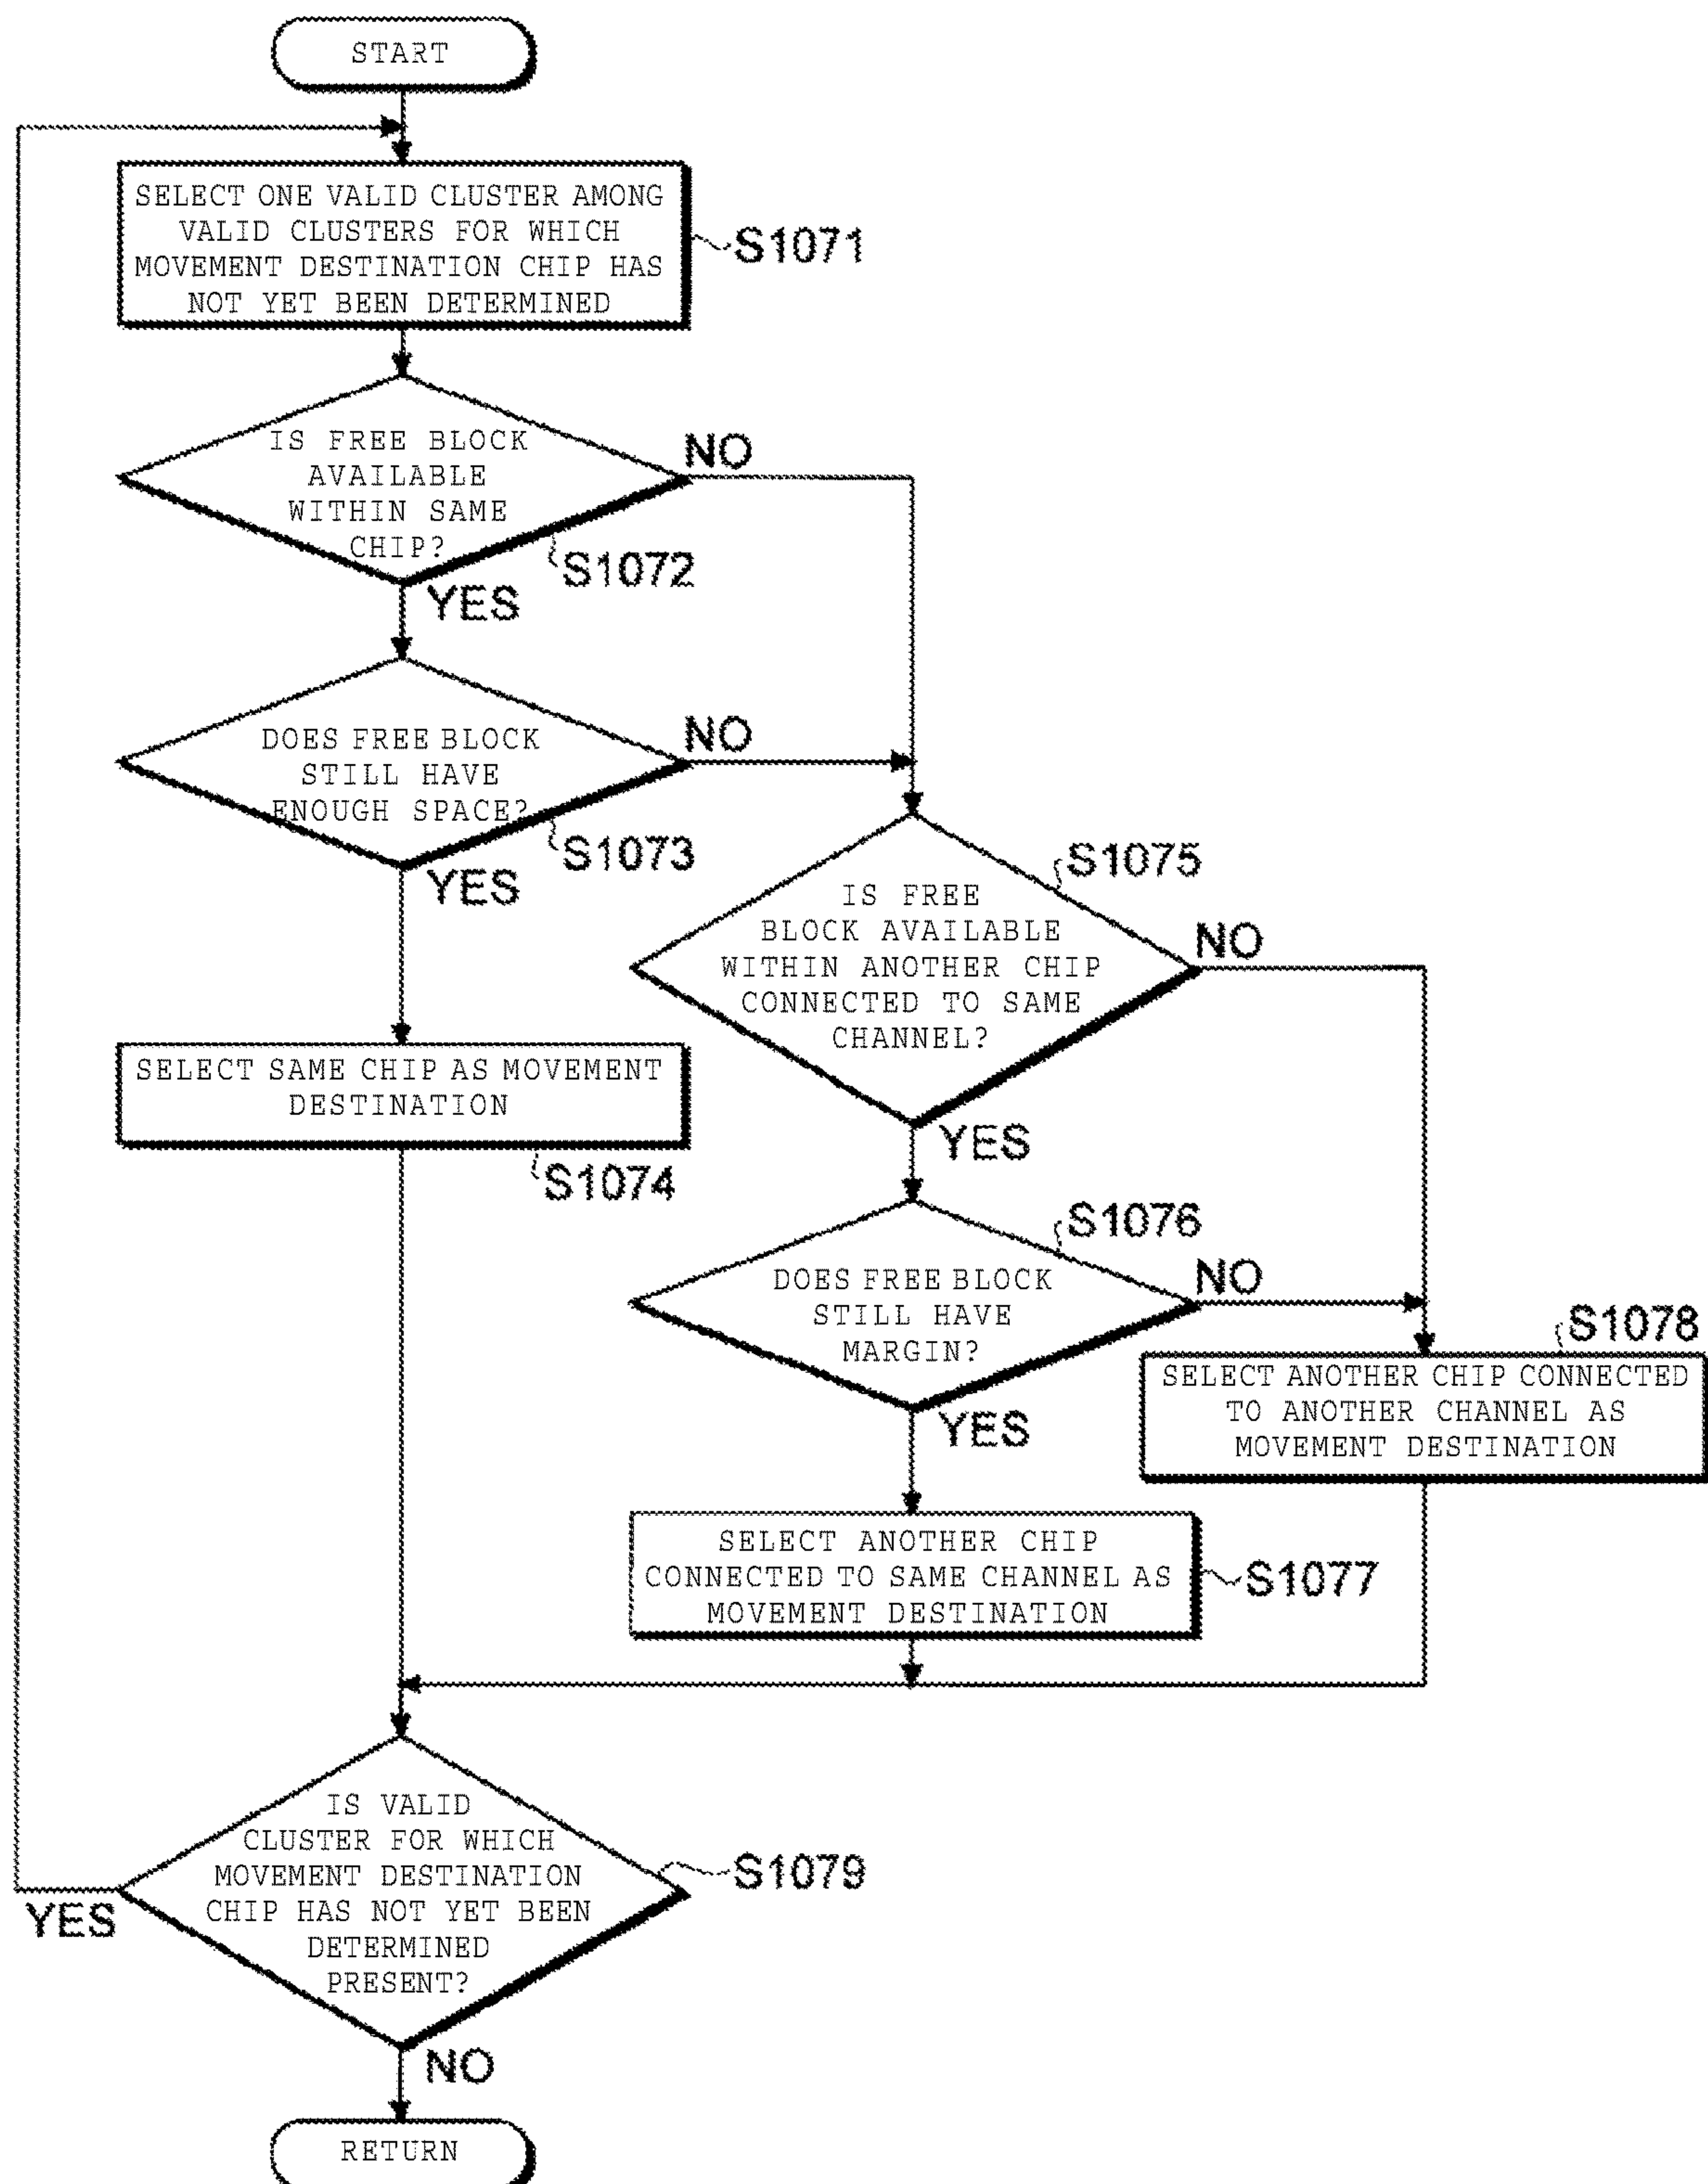 START
SELECT ONE VALID CLUSTER AMONG
VALID CLUSTERS FOR WHICH
MOVEMENT DESTINATION CHIP HAS
NOT YET BEEN DETERMINED
S1071
IS FREE BLOCK
AVAILABLE
WITHIN SAME
CHIP?
NO
S1072
YES
DOES FREE BLOCK
STILL HAVE
ENOUGH SPACE?
NO
S1073
YES
SELECT SAME CHIP AS MOVEMENT
DESTINATION
S1074
S1075
IS FREE
BLOCK AVAILABLE
WITHIN ANOTHER CHIP
CONNECTED TO SAME
CHANNEL?
NO
YES
S1076
DOES FREE BLOCK
STILL HAVE
MARGIN?
NO
YES
S1078
SELECT ANOTHER CHIP CONNECTED
TO ANOTHER CHANNEL AS
MOVEMENT DESTINATION
SELECT ANOTHER CHIP
CONNECTED TO SAME CHANNEL AS
MOVEMENT DESTINATION
S1077
IS VALID
CLUSTER FOR WHICH
MOVEMENT DESTINATION
CHIP HAS NOT YET BEEN
DETERMINED
PRESENT?
S1079
YES
NO
RETURN